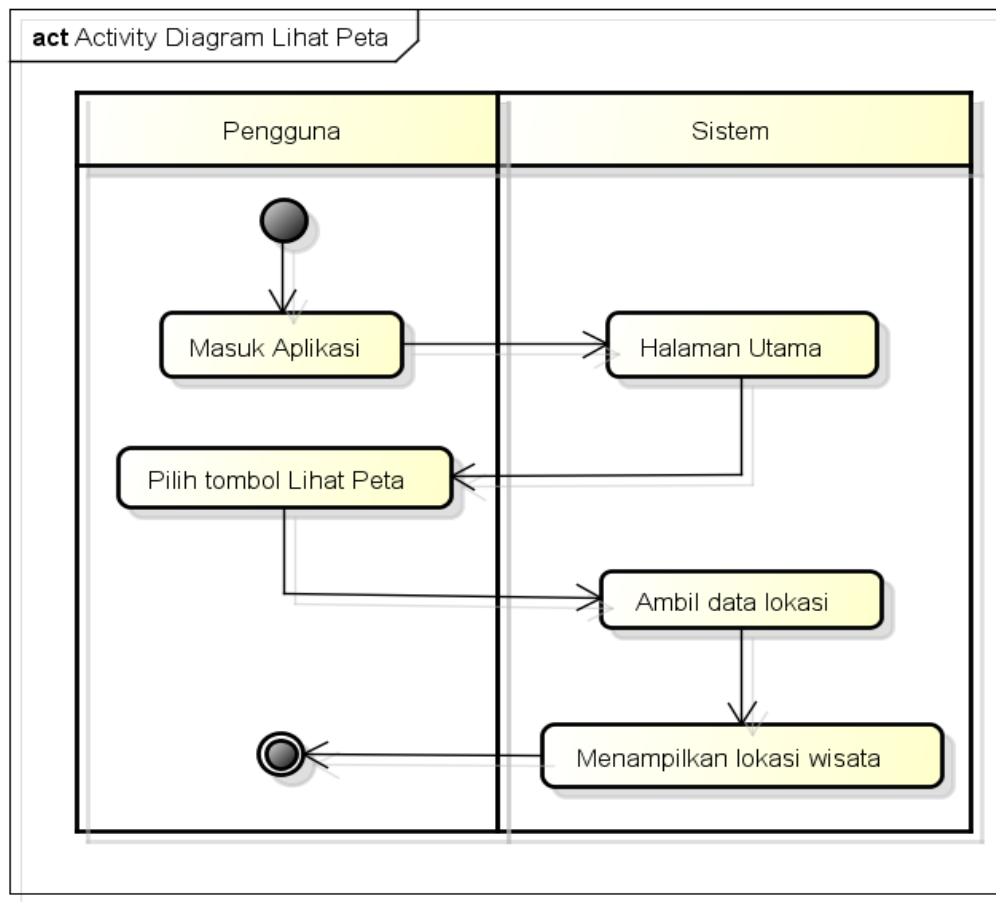 act Activity Diagram Lihat Peta
Pengguna
Sistem
Masuk Aplikasi
Halaman Utama
Pilih tombol Lihat Peta
Ambil data lokasi
Menampilkan lokasi wisata